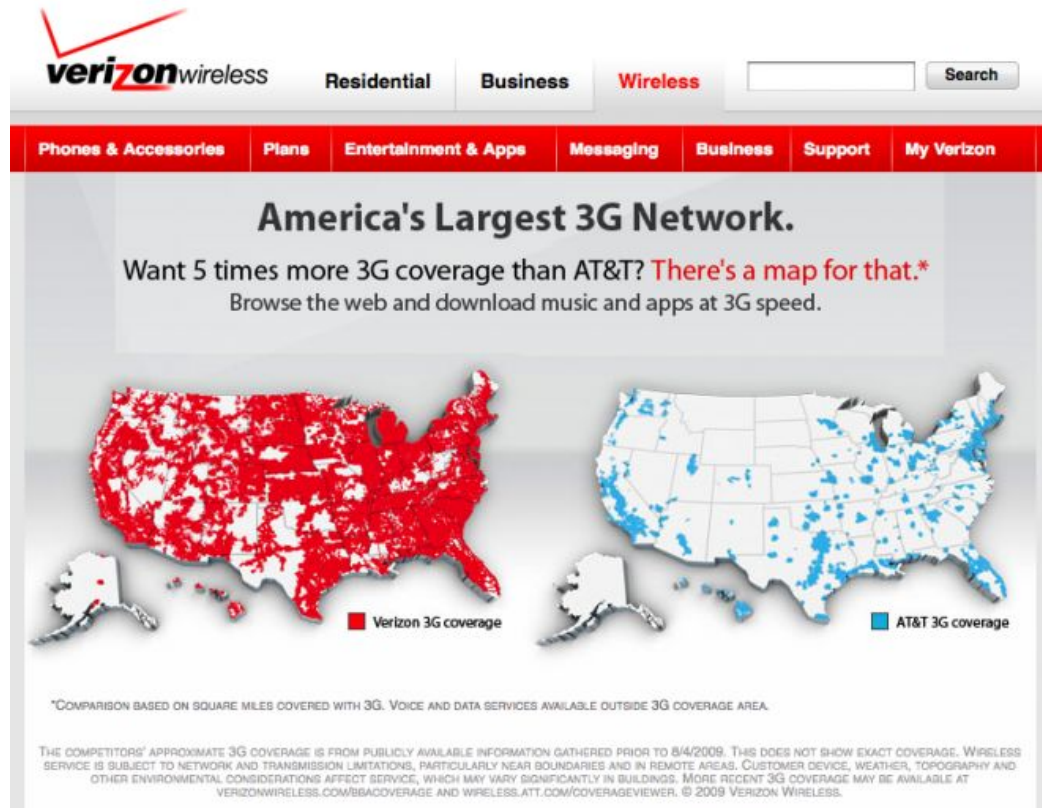 verizonwireless
Residential
Business
Wireless
Search
Phones & Accessories
Plans
Entertainment & Apps
Messaging
Business
Support
My Verizon
America's Largest 3G Network.
Want 5 times more 3G coverage than AT&T? There's a map for that.*
Browse the web and download music and apps at 3G speed.
Verizon 3G coverage
AT&T 3G coverage
*COMPARISON BASED ON SQUARE MILES COVERED WITH 3G. VOICE AND DATA SERVICES AVAILABLE OUTSIDE 3G COVERAGE AREA.
THE COMPETITORS' APPROXIMATE 3G COVERAGE IS FROM PUBLICLY AVAILABLE INFORMATION GATHERED PRIOR TO 8/4/2009. THIS DOES NOT SHOW EXACT COVERAGE. WIRELESS
SERVICE IS SUBJECT TO NETWORK AND TRANSMISSION LIMITATIONS, PARTICULARLY NEAR BOUNDARIES AND IN REMOTE AREAS. CUSTOMER DEVICE, WEATHER, TOPOGRAPHY AND
OTHER ENVIRONMENTAL CONSIDERATIONS AFFECT SERVICE, WHICH MAY VARY SIGNIFICANTLY IN BUILDINGS. MORE RECENT 3G COVERAGE MAY BE AVAILABLE AT
VERIZONWIRELESS.COM/BBACOVERAGE AND WIRELESS.ATT.COM/COVERAGEVIEWER. © 2009 VERIZON WIRELESS.